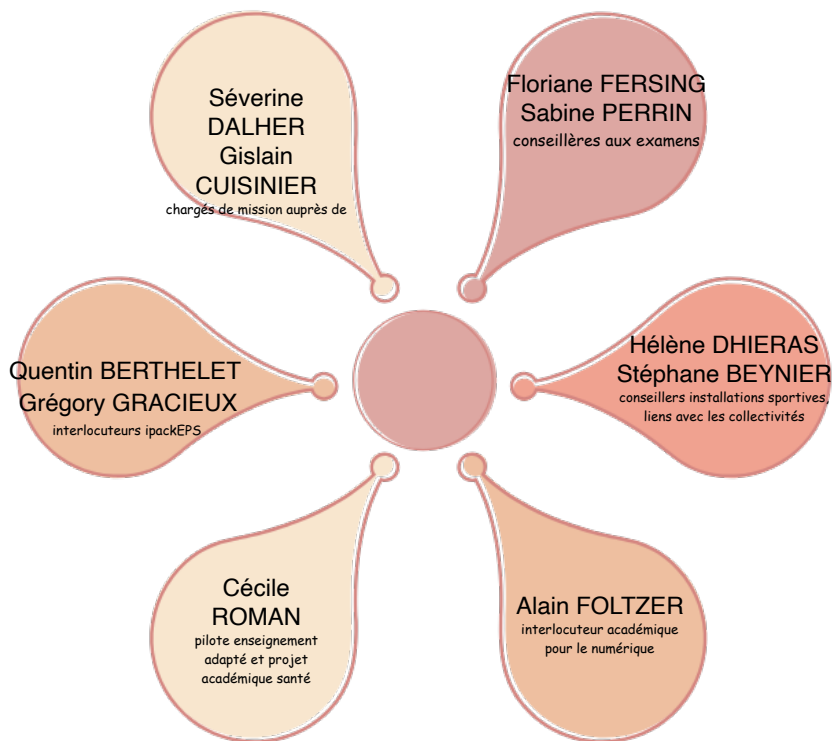 Séverine
DALHER
Gislain
CUISINIER
chargés de mission auprès de
Floriane FERSING
Sabine PERRIN
conseillères aux examens
Quentin BERTHELET
Grégory GRACIEUX
interlocuteurs ipackEPS
Hélène DHIERAS
Stéphane BEYNIER
conseillers installations sportives,
liens avec les collectivités
Cécile
ROMAN
pilote enseignement
adapté et projet
académique santé
Alain FOLTZER
interlocuteur académique
pour le numérique